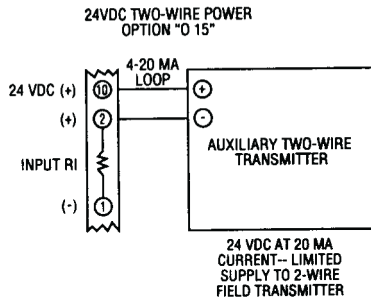 24VDC TWO-WIRE POWER
OPTION "O 15"
4-20 MA
LOOP
24 VDC (+) 10 +
(+) 2 -
AUXILIARY TWO-WIRE
TRANSMITTER
INPUT RI
(-) 1
24 VDC AT 20 MA
CURRENT-- LIMITED
SUPPLY TO 2-WIRE
FIELD TRANSMITTER